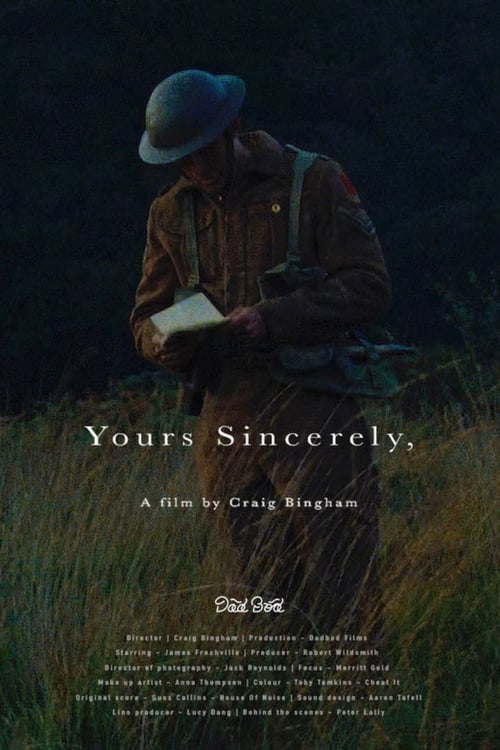 Yours Sincerely,
A film by Craig Bingham
Dad Bod
Director | Craig Bingham | Production - Dadbod Films
Starring - James Frecheville | Producer - Robert Wildsmith
Director of photography - Jack Reynolds | Focus - Merritt Gold
Make up artist - Anna Thompson | Colour - Toby Tomkins - Cheat It
Original score - Guss Collins - House Of Noise | Sound design - Aaron Tafell
Line producer - Lucy Dang | Behind the scenes - Peter Lally